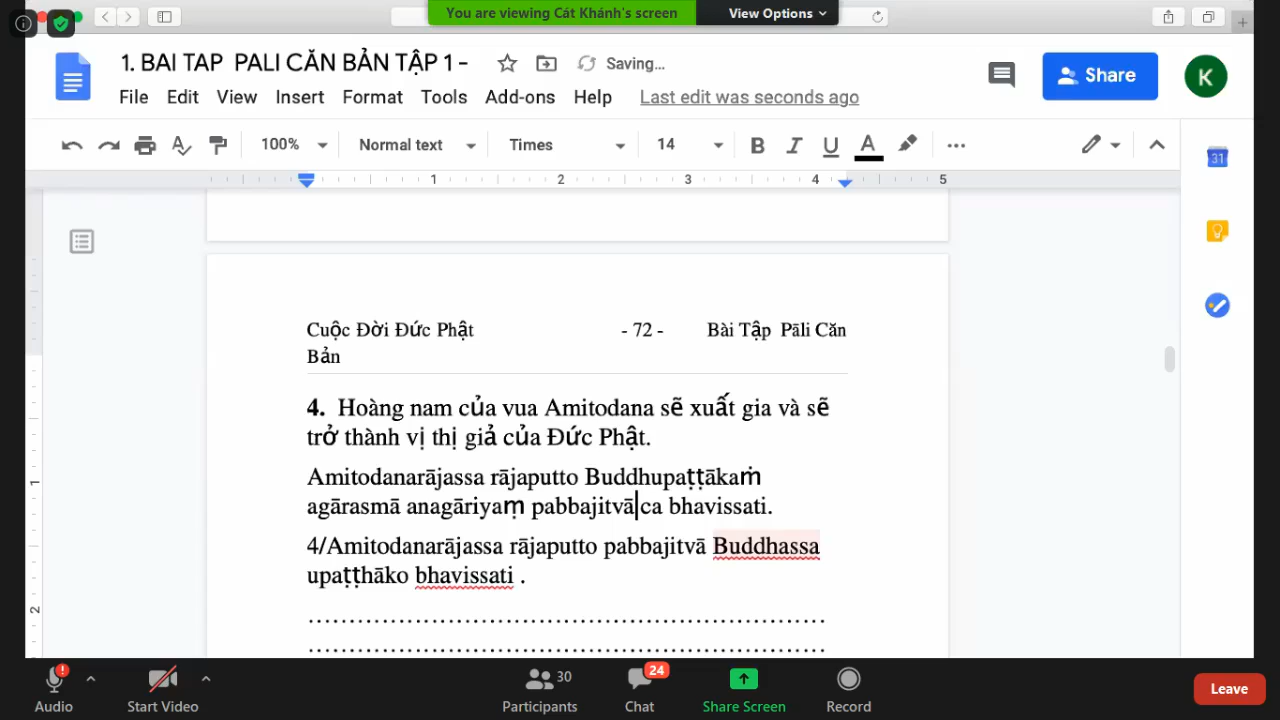 You are viewing Cát Khánh's screen
View Options
1. BAI TAP PALI CĂN BẢN TẬP 1 -
Saving...
File Edit View Insert Format Tools Add-ons Help Last edit was seconds ago
Share
K
100% Normal text Times 14 B I U A
1 2 3 4 5
31
Cuộc Đời Đức Phật - 72 - Bài Tập Pāli Căn
Bản
4. Hoàng nam của vua Amitodana sẽ xuất gia và sẽ
trở thành vị thị giả của Đức Phật.
Amitodanarājassa rājaputto Buddhupaṭṭākaṁ
agārasmā anagāriyaṃ pabbajitvā ca bhavissati.
4/Amitodanarājassa rājaputto pabbajitvā Buddhassa
upaṭṭhāko bhavissati .
1
2
30
24
Audio Start Video Participants Chat Share Screen Record Leave